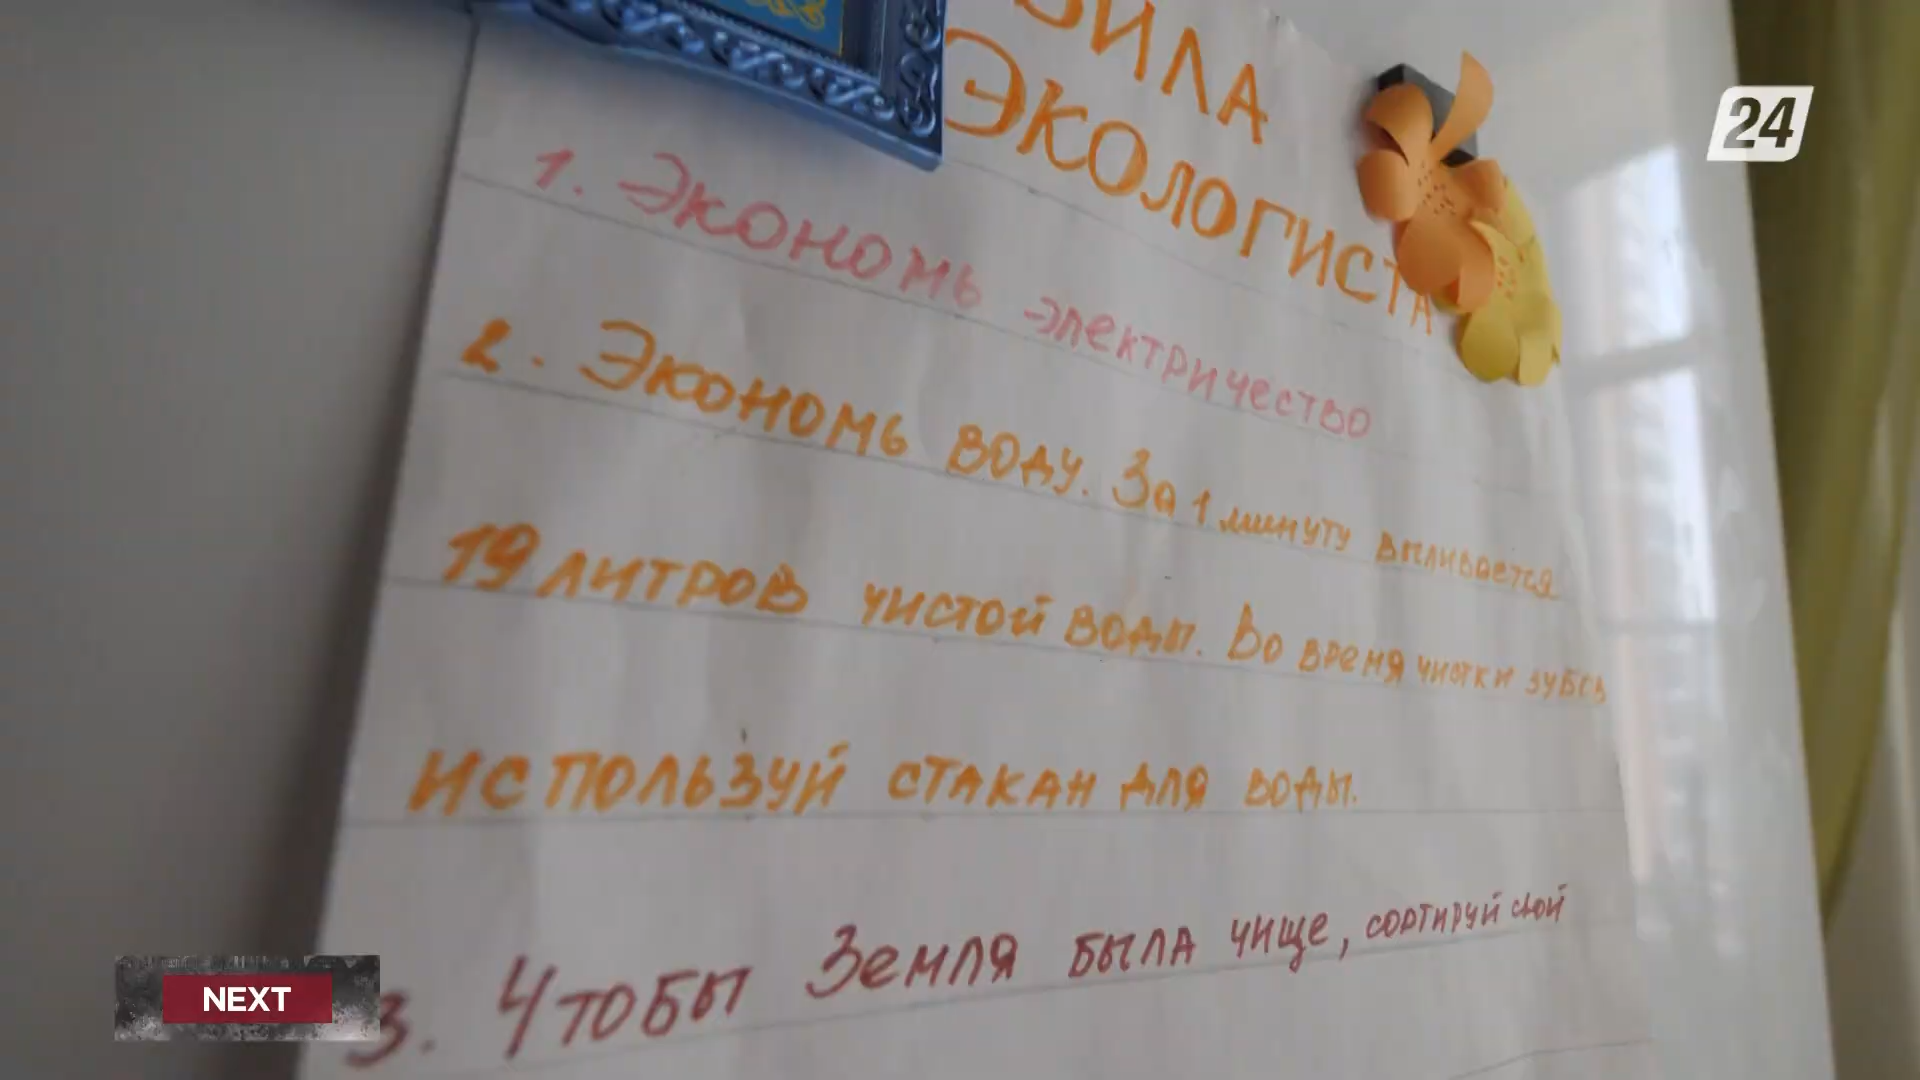 ВИЛА
ЭКОЛОГИСТА
24
1. Экономь электричество
2. Экономь воду. За 1 минуту выливается
19 литров чистой воды. Во время чистки зубов
используй стакан для воды.
3. Чтобы Земля была чище, сортируй свой
NEXT